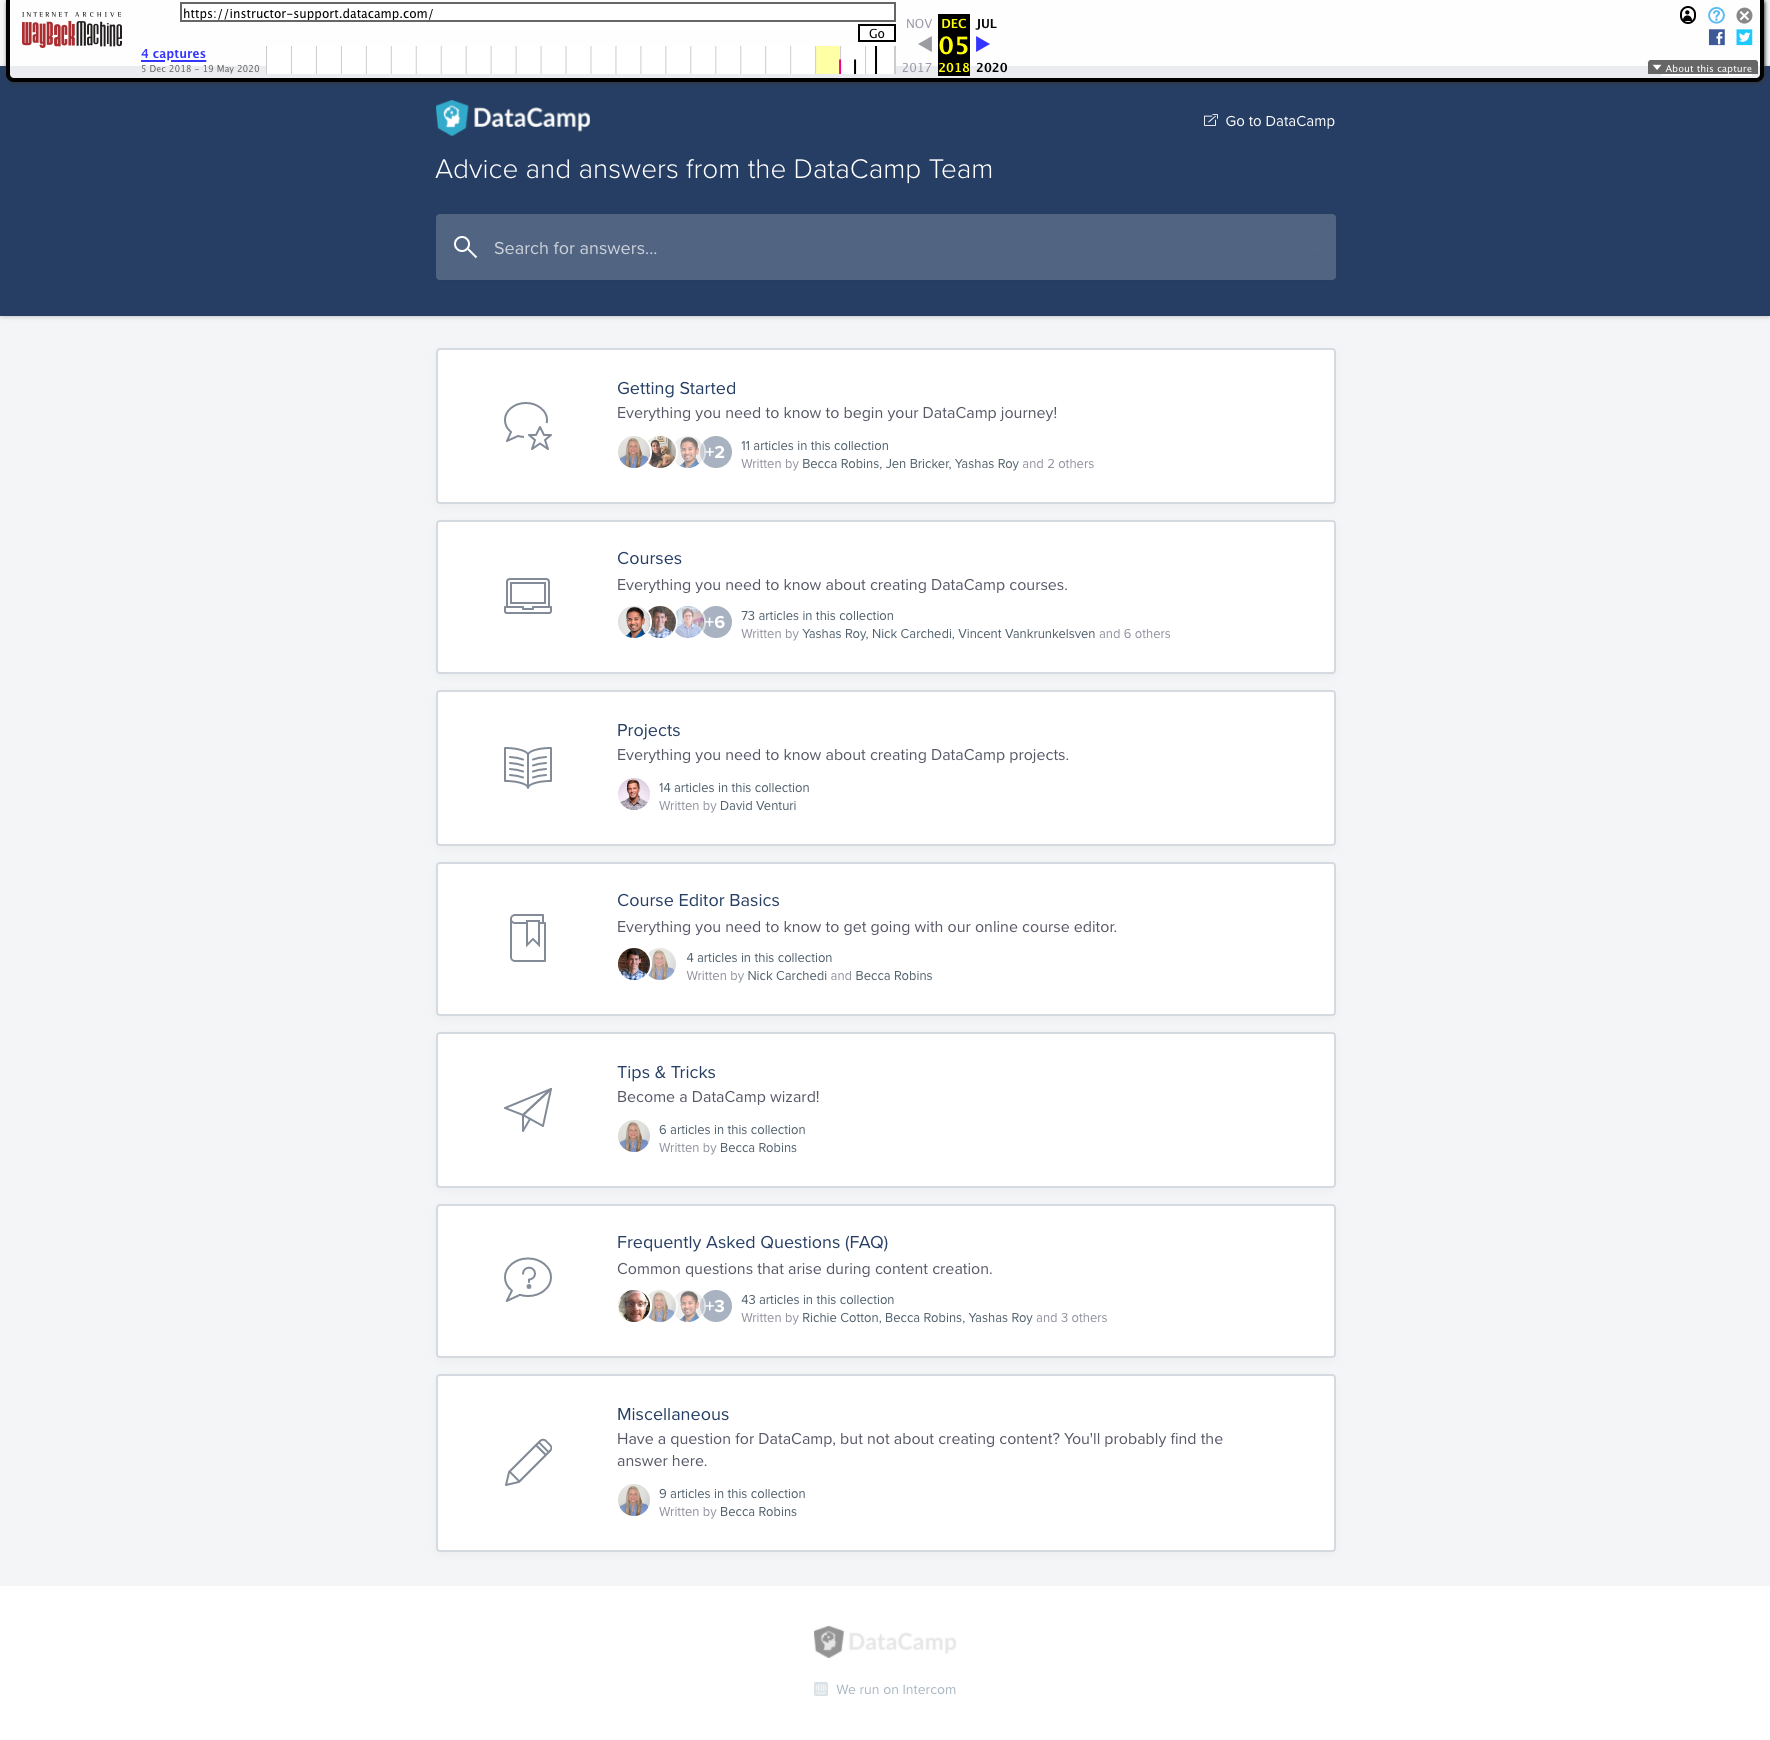 INTERNET ARCHIVE
WayBackMachine
https://instructor-support.datacamp.com/
Go
4 captures
5 Dec 2018 - 19 May 2020
NOV DEC JUL
05
2017 2018 2020
About this capture
DataCamp
Go to DataCamp
Advice and answers from the DataCamp Team
Search for answers...
Getting Started
Everything you need to know to begin your DataCamp journey!
+2
11 articles in this collection
Written by Becca Robins, Jen Bricker, Yashas Roy and 2 others
Courses
Everything you need to know about creating DataCamp courses.
+6
73 articles in this collection
Written by Yashas Roy, Nick Carchedi, Vincent Vankrunkelsven and 6 others
Projects
Everything you need to know about creating DataCamp projects.
14 articles in this collection
Written by David Venturi
Course Editor Basics
Everything you need to know to get going with our online course editor.
4 articles in this collection
Written by Nick Carchedi and Becca Robins
Tips & Tricks
Become a DataCamp wizard!
6 articles in this collection
Written by Becca Robins
Frequently Asked Questions (FAQ)
Common questions that arise during content creation.
+3
43 articles in this collection
Written by Richie Cotton, Becca Robins, Yashas Roy and 3 others
Miscellaneous
Have a question for DataCamp, but not about creating content? You'll probably find the
answer here.
9 articles in this collection
Written by Becca Robins
DataCamp
We run on Intercom